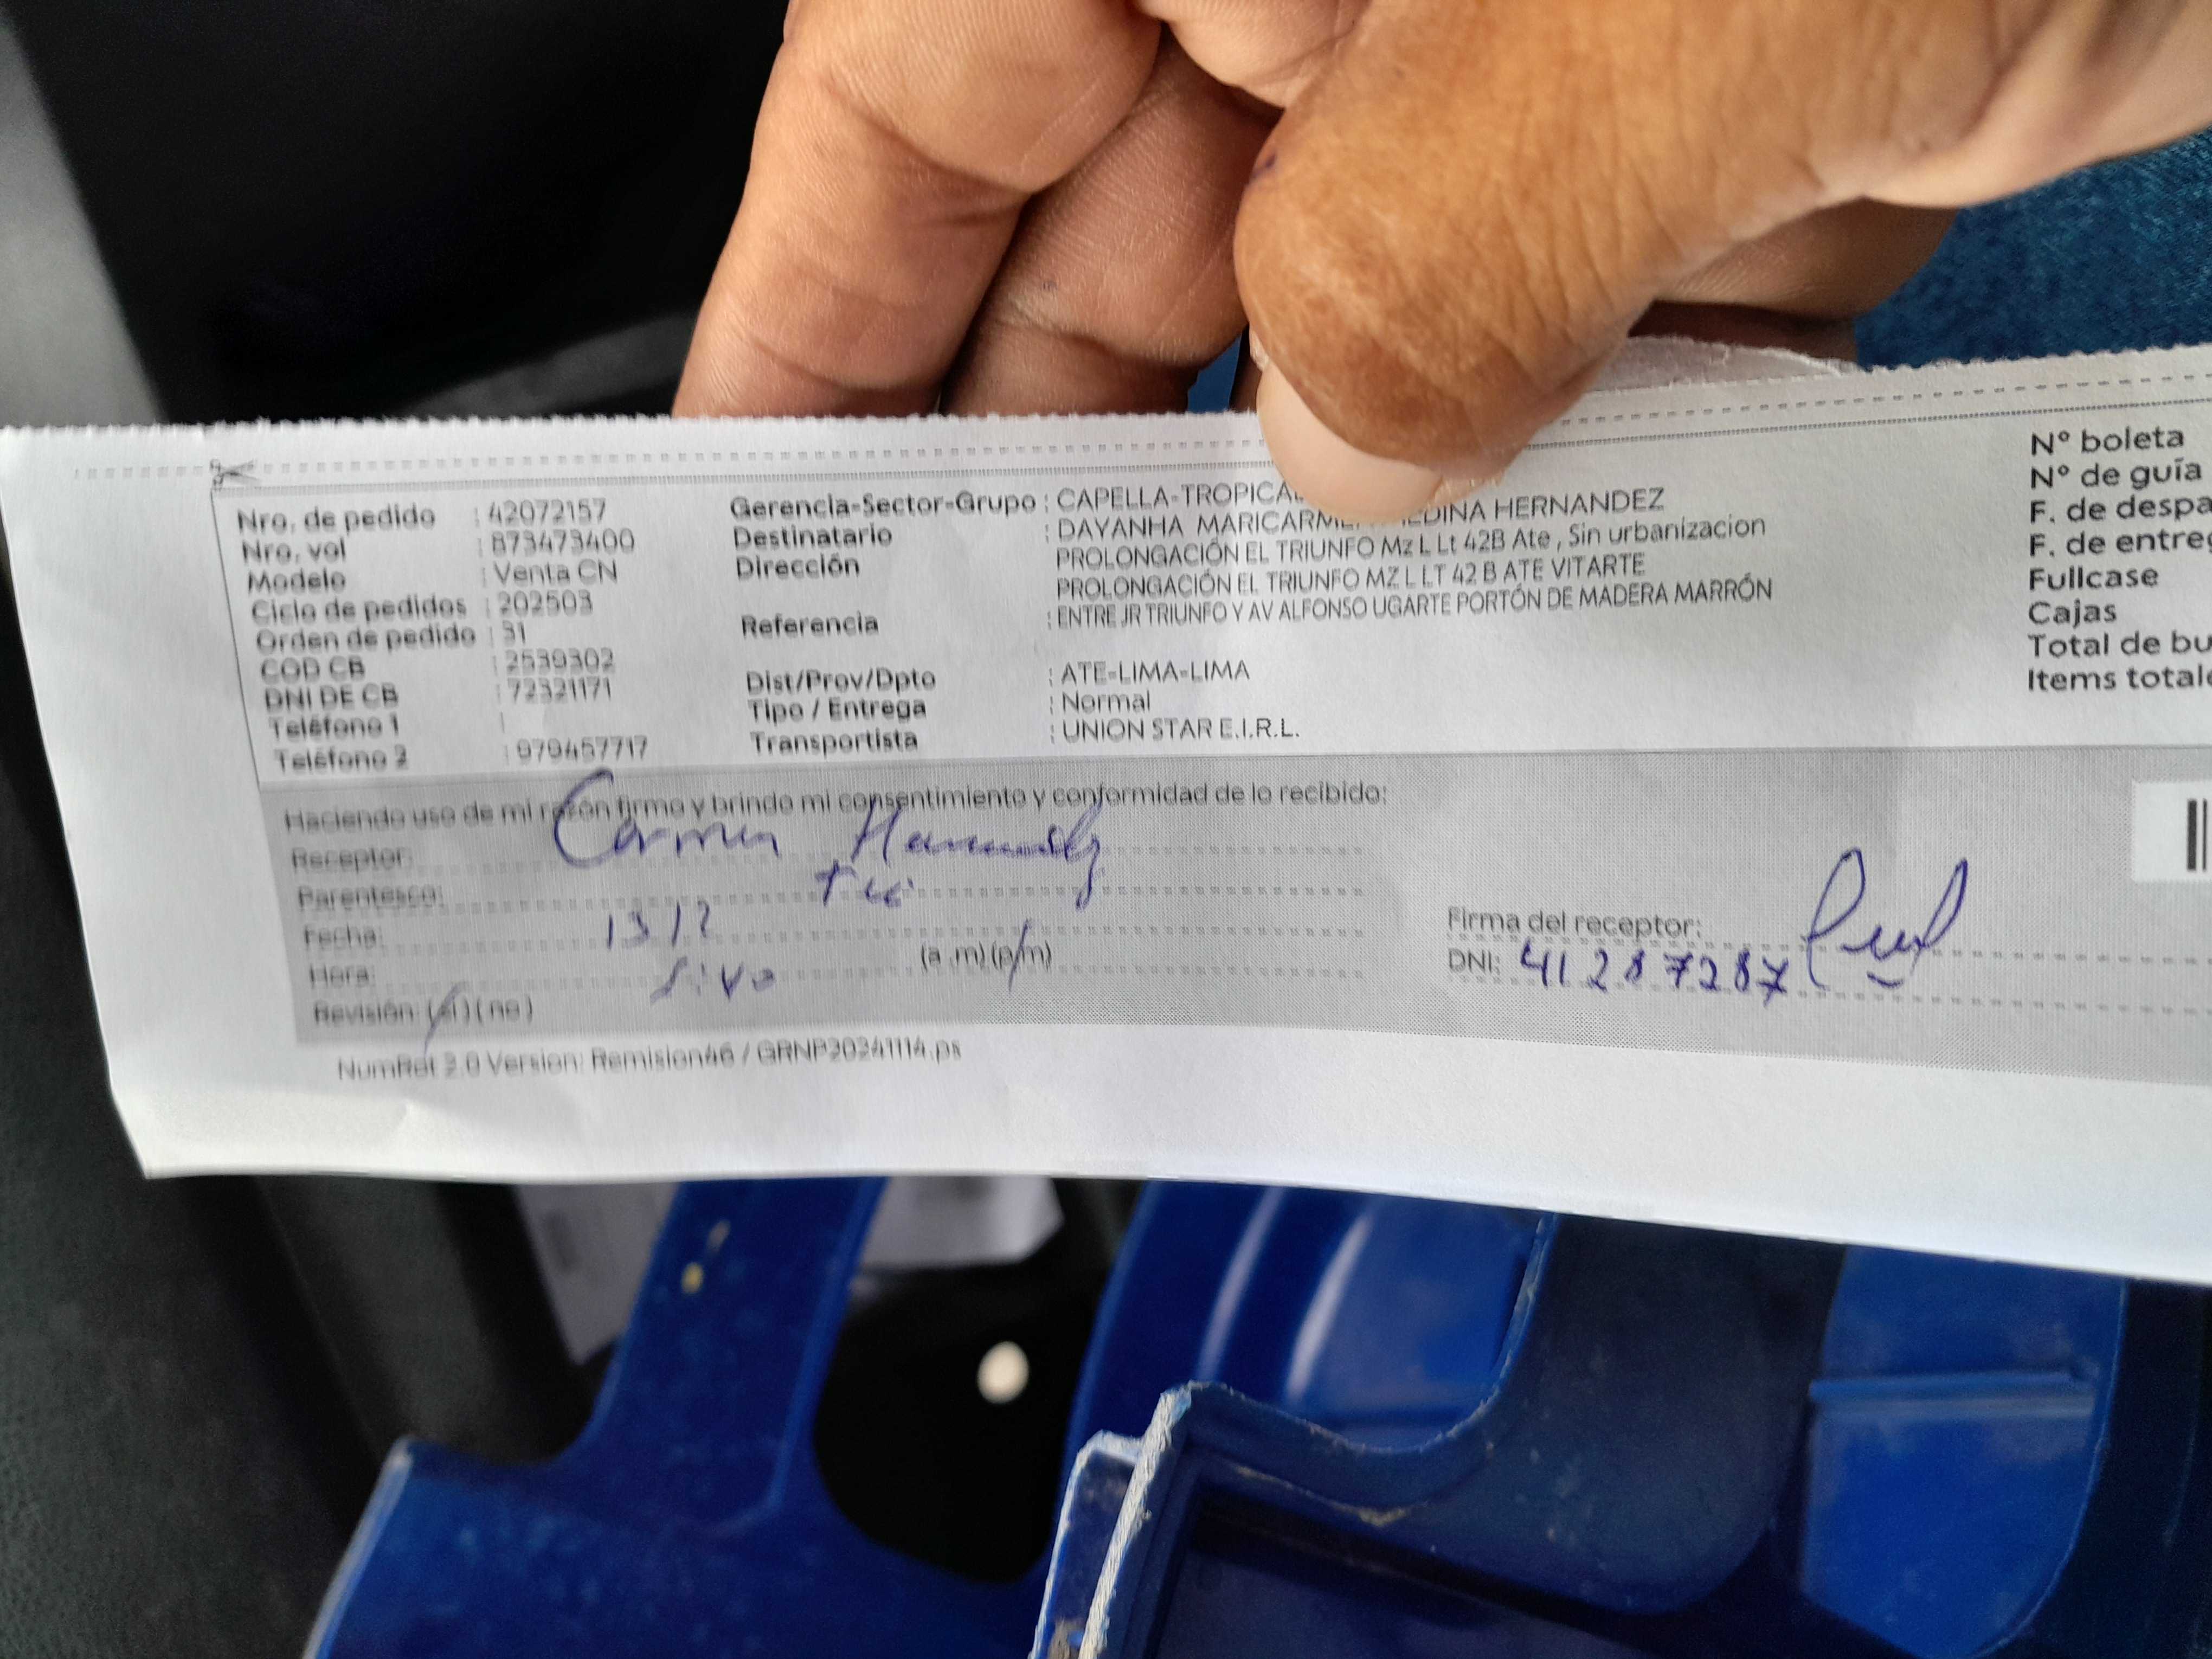 Nro. de pedido : 42072157
Nro. vol : 873473400
Modelo : Venta CN
Ciclo de pedidos : 202503
Orden de pedido : 31
COD CB : 2539302
DNI DE CB : 72321171
Teléfono 1 :
Teléfono 2 : 979457717
Gerencia-Sector-Grupo : CAPELLA-TROPICAL
Destinatario : DAYANHA MARICARMEN MEDINA HERNANDEZ
Dirección PROLONGACIÓN EL TRIUNFO Mz L Lt 42B Ate , Sin urbanizacion
PROLONGACIÓN EL TRIUNFO MZ L LT 42 B ATE VITARTE
Referencia : ENTRE JR TRIUNFO Y AV ALFONSO UGARTE PORTÓN DE MADERA MARRÓN
Dist/Prov/Dpto : ATE-LIMA-LIMA
Tipo / Entrega : Normal
Transportista : UNION STAR E.I.R.L.
N° boleta
N° de guía
F. de despa
F. de entreg
Fullcase
Cajas
Total de bu
Items totale
Haciendo uso de mi razón firmo y brindo mi consentimiento y conformidad de lo recibido:
Receptor: Carmen
Parentesco:
Fecha: 13/2
Hora: (a .m) (p/m)
Revisión: (si) ( no )
Firma del receptor:
DNI: 41287287
NumRot 2.0 Version: Remision46 / GRNP20241114.ps